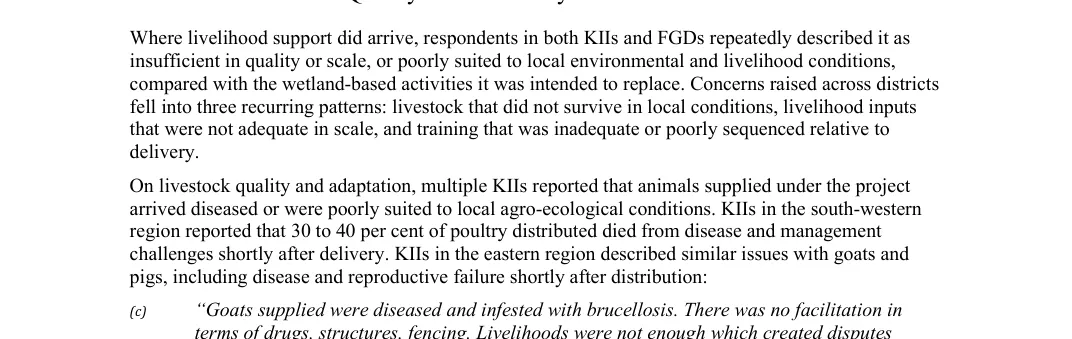 Where livelihood support did arrive, respondents in both KIIs and FGDs repeatedly described it as
insufficient in quality or scale, or poorly suited to local environmental and livelihood conditions,
compared with the wetland-based activities it was intended to replace. Concerns raised across districts
fell into three recurring patterns: livestock that did not survive in local conditions, livelihood inputs
that were not adequate in scale, and training that was inadequate or poorly sequenced relative to
delivery.
On livestock quality and adaptation, multiple KIIs reported that animals supplied under the project
arrived diseased or were poorly suited to local agro-ecological conditions. KIIs in the south-western
region reported that 30 to 40 per cent of poultry distributed died from disease and management
challenges shortly after delivery. KIIs in the eastern region described similar issues with goats and
pigs, including disease and reproductive failure shortly after distribution:
(c) “Goats supplied were diseased and infested with brucellosis. There was no facilitation in
terms of drugs, structures, fencing. Livelihoods were not enough which created disputes